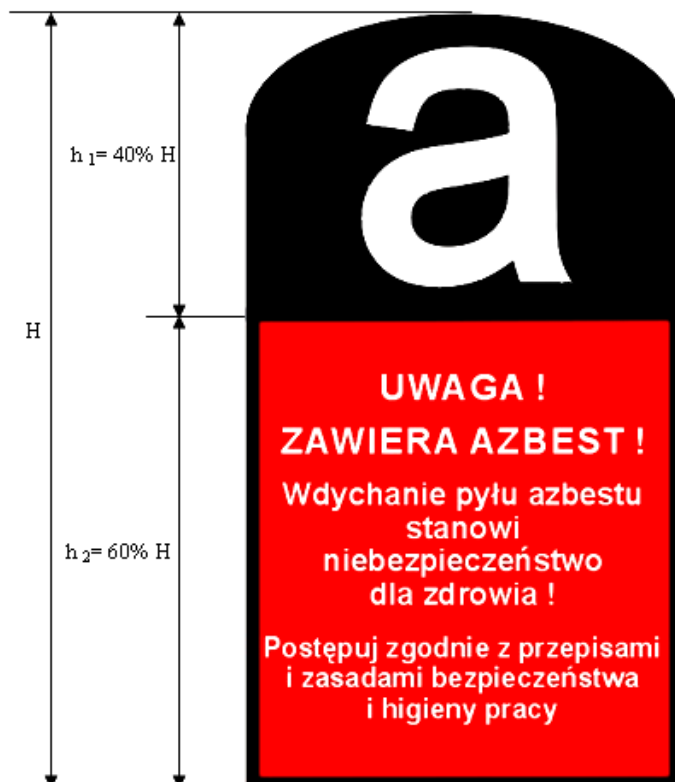 a
h 1= 40% H
H
UWAGA !
ZAWIERA AZBEST !
Wdychanie pyłu azbestu
stanowi
niebezpieczeństwo
dla zdrowia !
h 2= 60% H
Postępuj zgodnie z przepisami
i zasadami bezpieczeństwa
i higieny pracy